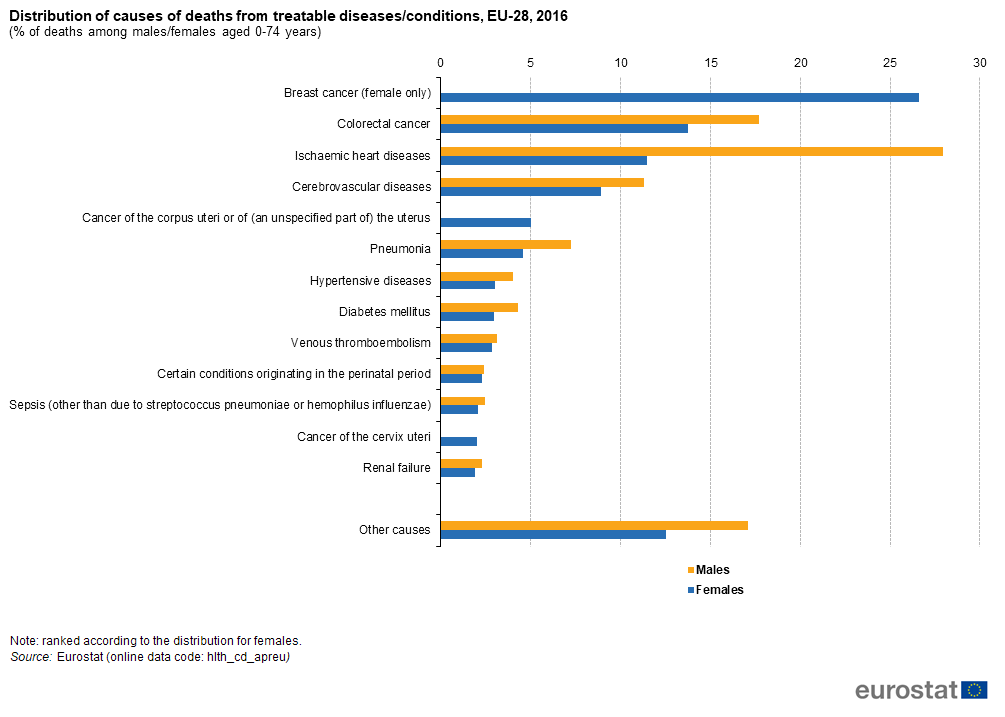 Distribution of causes of deaths from treatable diseases/conditions, EU-28, 2016
(% of deaths among males/females aged 0-74 years)
0 5 10 15 20 25 30
Breast cancer (female only)
Colorectal cancer
Ischaemic heart diseases
Cerebrovascular diseases
Cancer of the corpus uteri or of (an unspecified part of) the uterus
Pneumonia
Hypertensive diseases
Diabetes mellitus
Venous thromboembolism
Certain conditions originating in the perinatal period
Sepsis (other than due to streptococcus pneumoniae or hemophilus influenzae)
Cancer of the cervix uteri
Renal failure
Other causes
Males
Females
Note: ranked according to the distribution for females.
Source: Eurostat (online data code: hlth_cd_apreu)
eurostat